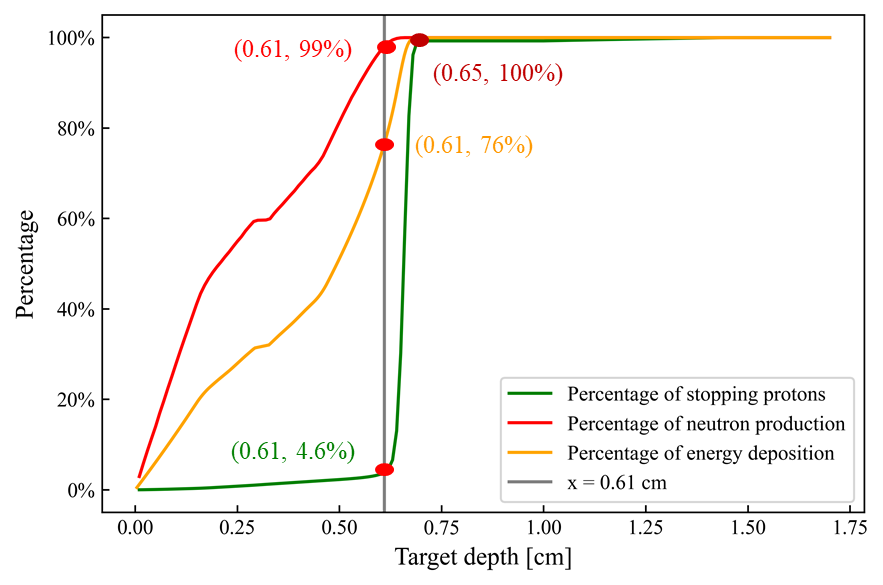 100%
80%
60%
40%
20%
0%
Percentage
(0.61, 99%)
(0.65, 100%)
(0.61, 76%)
(0.61, 4.6%)
Percentage of stopping protons
Percentage of neutron production
Percentage of energy deposition
x = 0.61 cm
0.00 0.25 0.50 0.75 1.00 1.25 1.50 1.75
Target depth [cm]